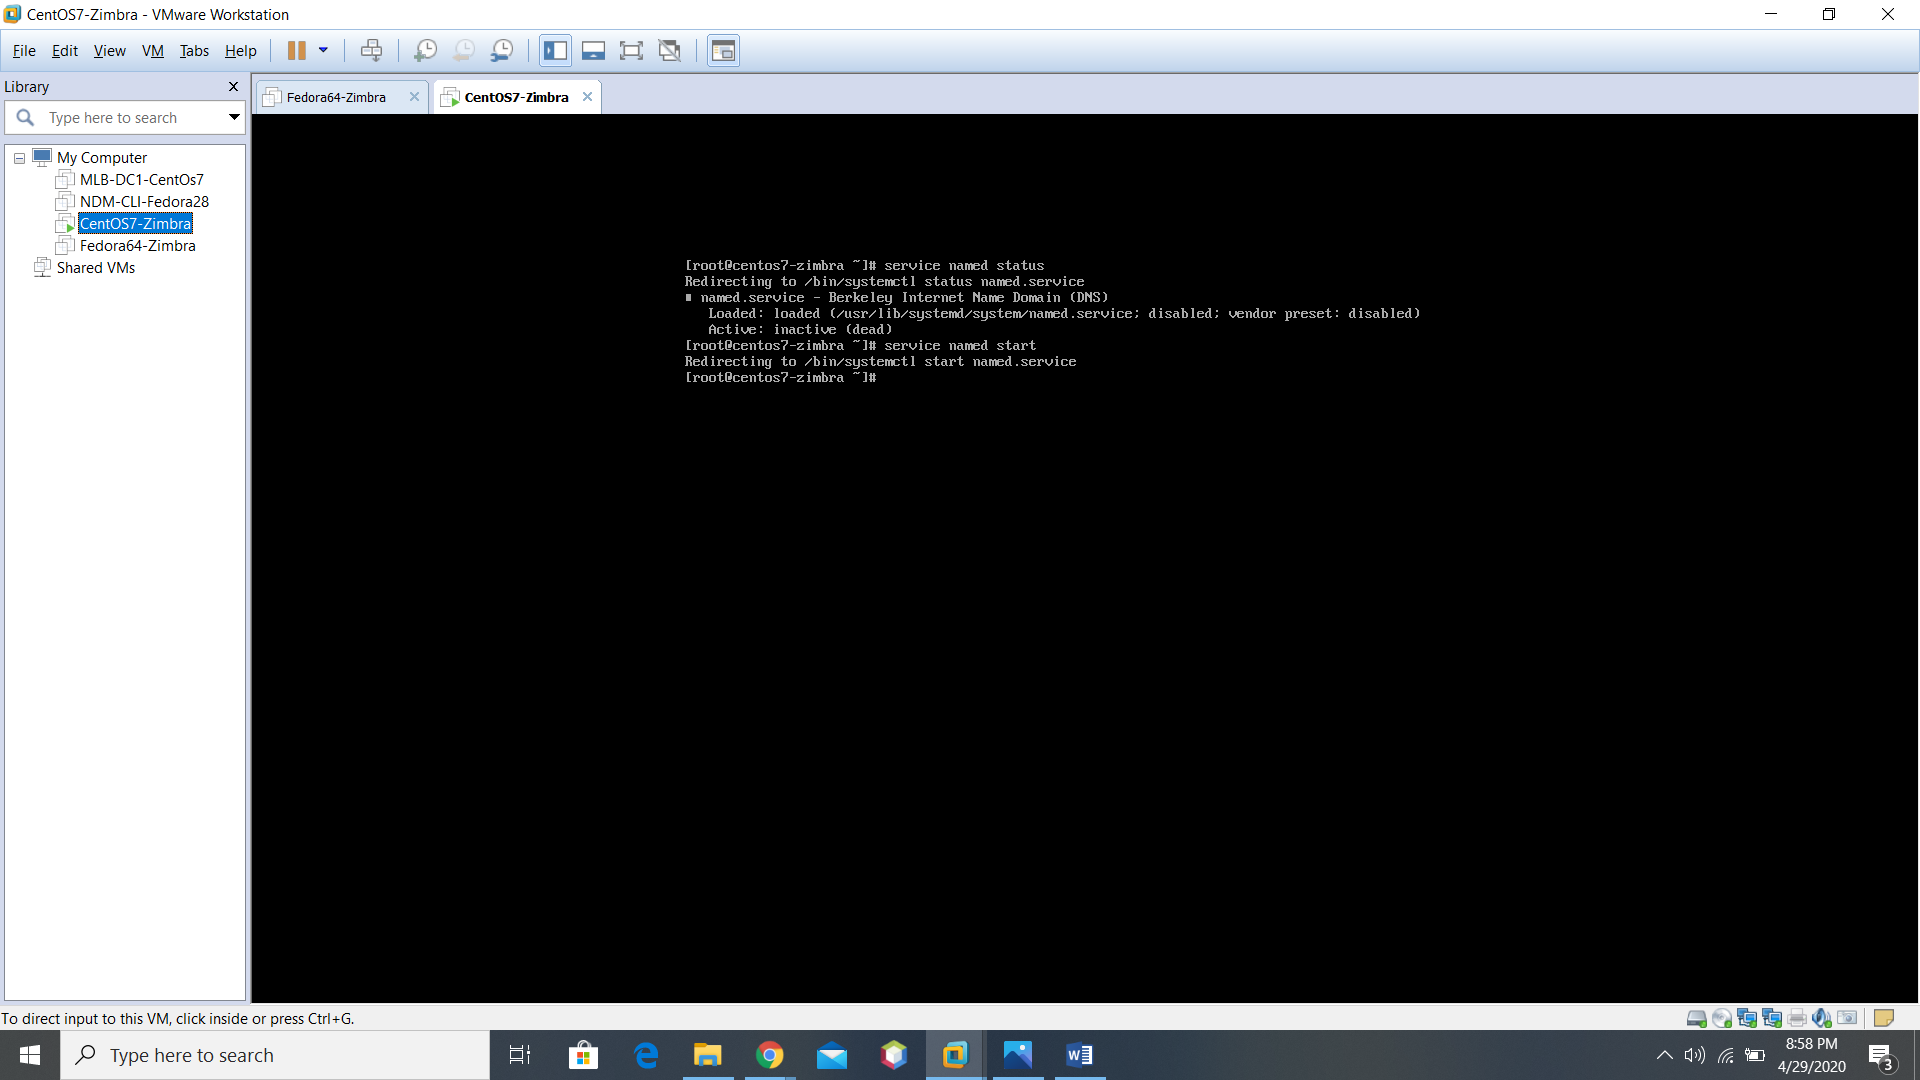 CentOS7-Zimbra - VMware Workstation
File Edit View VM Tabs Help
Library x
Type here to search
Fedora64-Zimbra
CentOS7-Zimbra
My Computer
MLB-DC1-CentOs7
NDM-CLI-Fedora28
CentOS7-Zimbra
Fedora64-Zimbra
Shared VMs
[root@centos7-zimbra ~]# service named status
Redirecting to /bin/systemctl status named.service
named.service - Berkeley Internet Name Domain (DNS)
Loaded: loaded (/usr/lib/systemd/system/named.service; disabled; vendor preset: disabled)
Active: inactive (dead)
[root@centos7-zimbra ~]# service named start
Redirecting to /bin/systemctl start named.service
[root@centos7-zimbra ~]#
To direct input to this VM, click inside or press Ctrl+G.
Type here to search
8:58 PM
4/29/2020
3